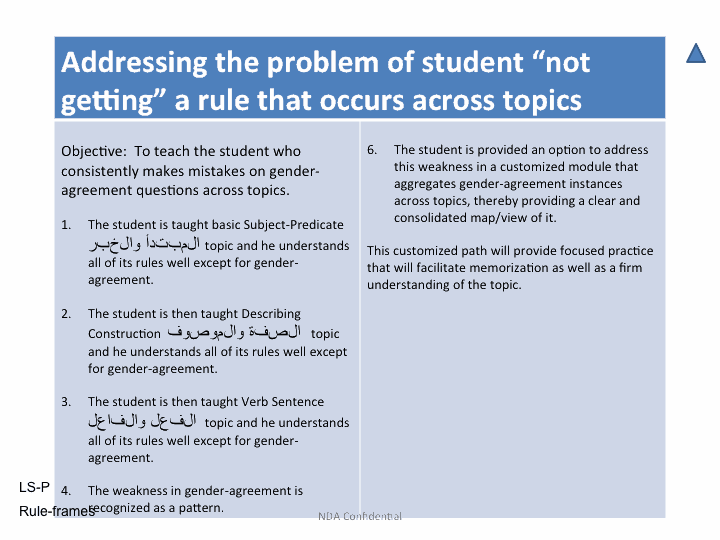 Addressing the problem of student “not
getting” a rule that occurs across topics
Objective: To teach the student who
consistently makes mistakes on gender-
agreement questions across topics.
1. The student is taught basic Subject-Predicate
المبتدأ والخبر topic and he understands
all of its rules well except for gender-
agreement.
2. The student is then taught Describing
Construction الصفة والموصوف topic
and he understands all of its rules well except
for gender-agreement.
3. The student is then taught Verb Sentence
الفعل والفاعل topic and he understands
all of its rules well except for gender-
agreement.
4. The weakness in gender-agreement is
recognized as a pattern.
6. The student is provided an option to address
this weakness in a customized module that
aggregates gender-agreement instances
across topics, thereby providing a clear and
consolidated map/view of it.
This customized path will provide focused practice
that will facilitate memorization as well as a firm
understanding of the topic.
LS-P
Rule-frames
NDA Confidential